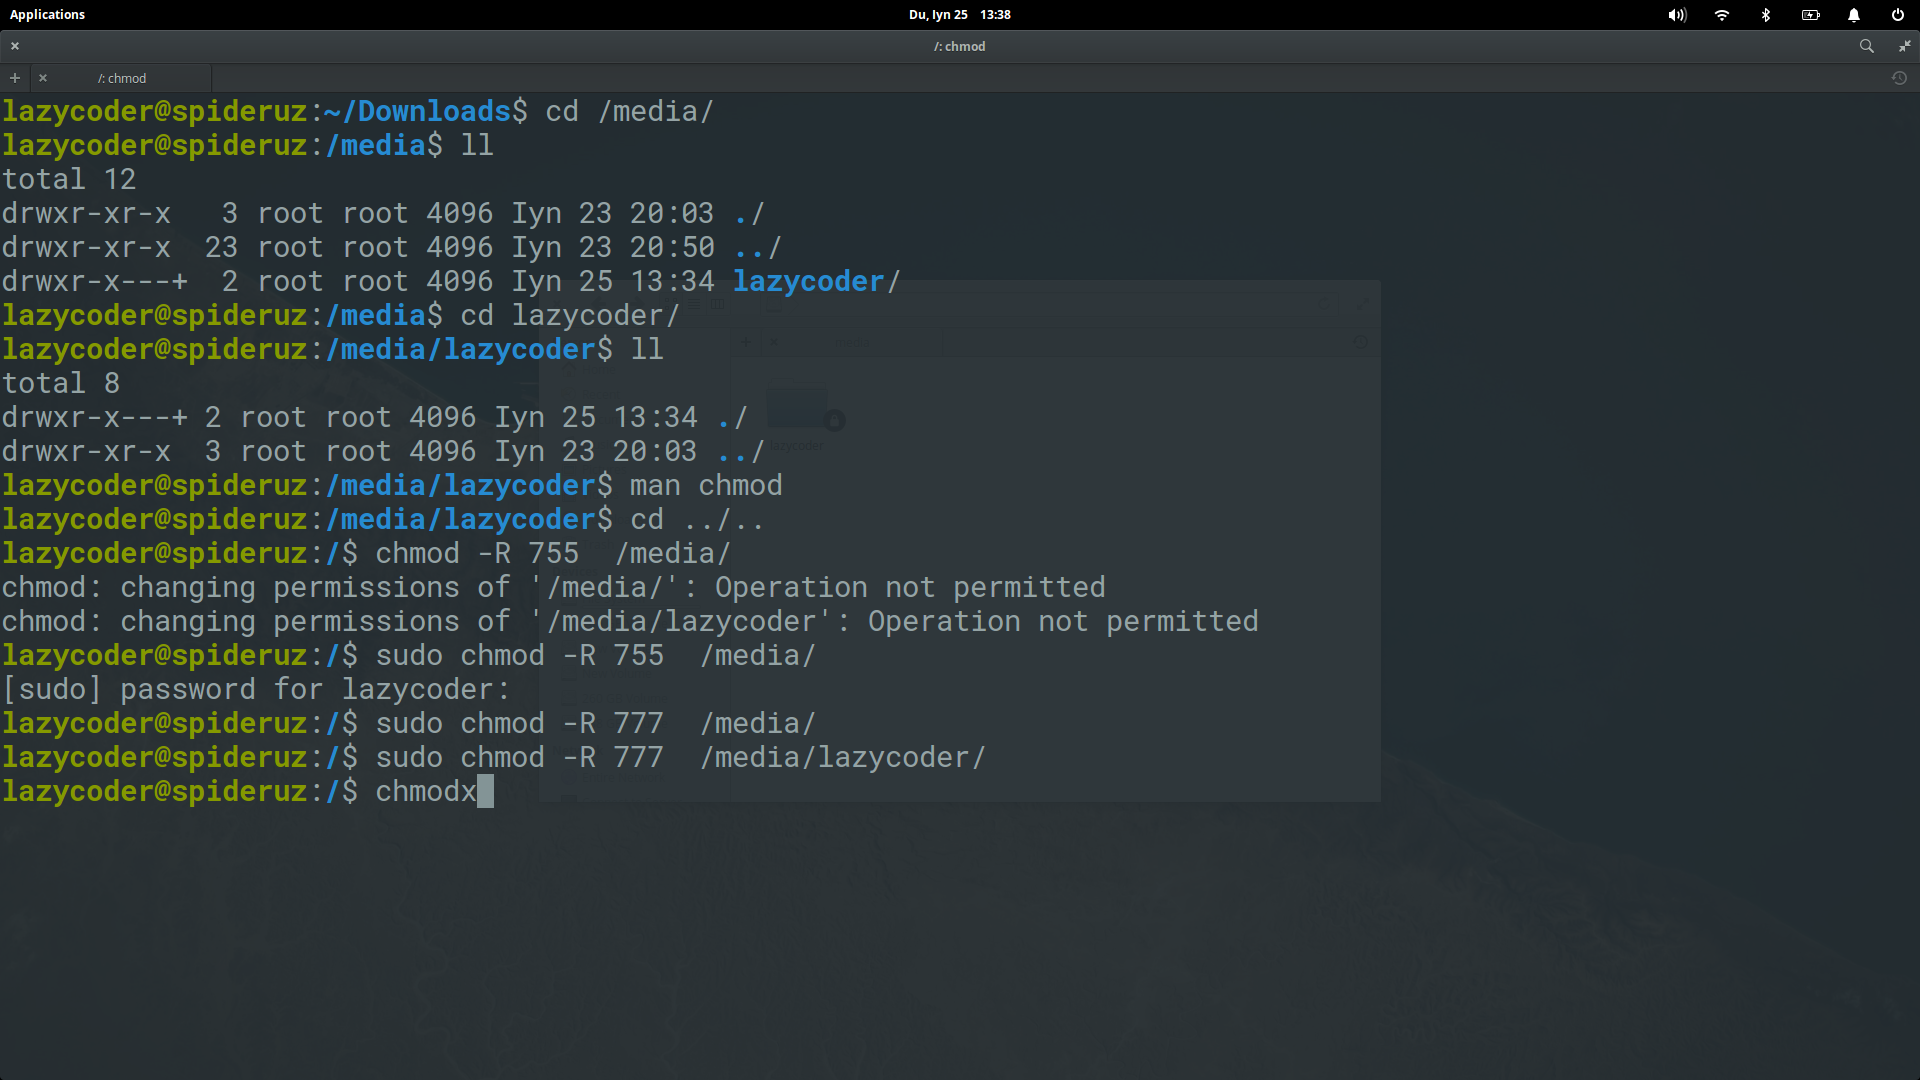 Applications
Du, Iyn 25 13:38
/: chmod
/: chmod
lazycoder@spideruz:~/Downloads$ cd /media/
lazycoder@spideruz:/media$ ll
total 12
drwxr-xr-x   3 root root 4096 Iyn 23 20:03 ./
drwxr-xr-x  23 root root 4096 Iyn 23 20:50 ../
drwxr-x---+  2 root root 4096 Iyn 25 13:34 lazycoder/
lazycoder@spideruz:/media$ cd lazycoder/
lazycoder@spideruz:/media/lazycoder$ ll
total 8
drwxr-x---+ 2 root root 4096 Iyn 25 13:34 ./
drwxr-xr-x  3 root root 4096 Iyn 23 20:03 ../
lazycoder@spideruz:/media/lazycoder$ man chmod
lazycoder@spideruz:/media/lazycoder$ cd ../..
lazycoder@spideruz:/$ chmod -R 755  /media/
chmod: changing permissions of '/media/': Operation not permitted
chmod: changing permissions of '/media/lazycoder': Operation not permitted
lazycoder@spideruz:/$ sudo chmod -R 755  /media/
[sudo] password for lazycoder:
lazycoder@spideruz:/$ sudo chmod -R 777  /media/
lazycoder@spideruz:/$ sudo chmod -R 777  /media/lazycoder/
lazycoder@spideruz:/$ chmodx
lazycoder